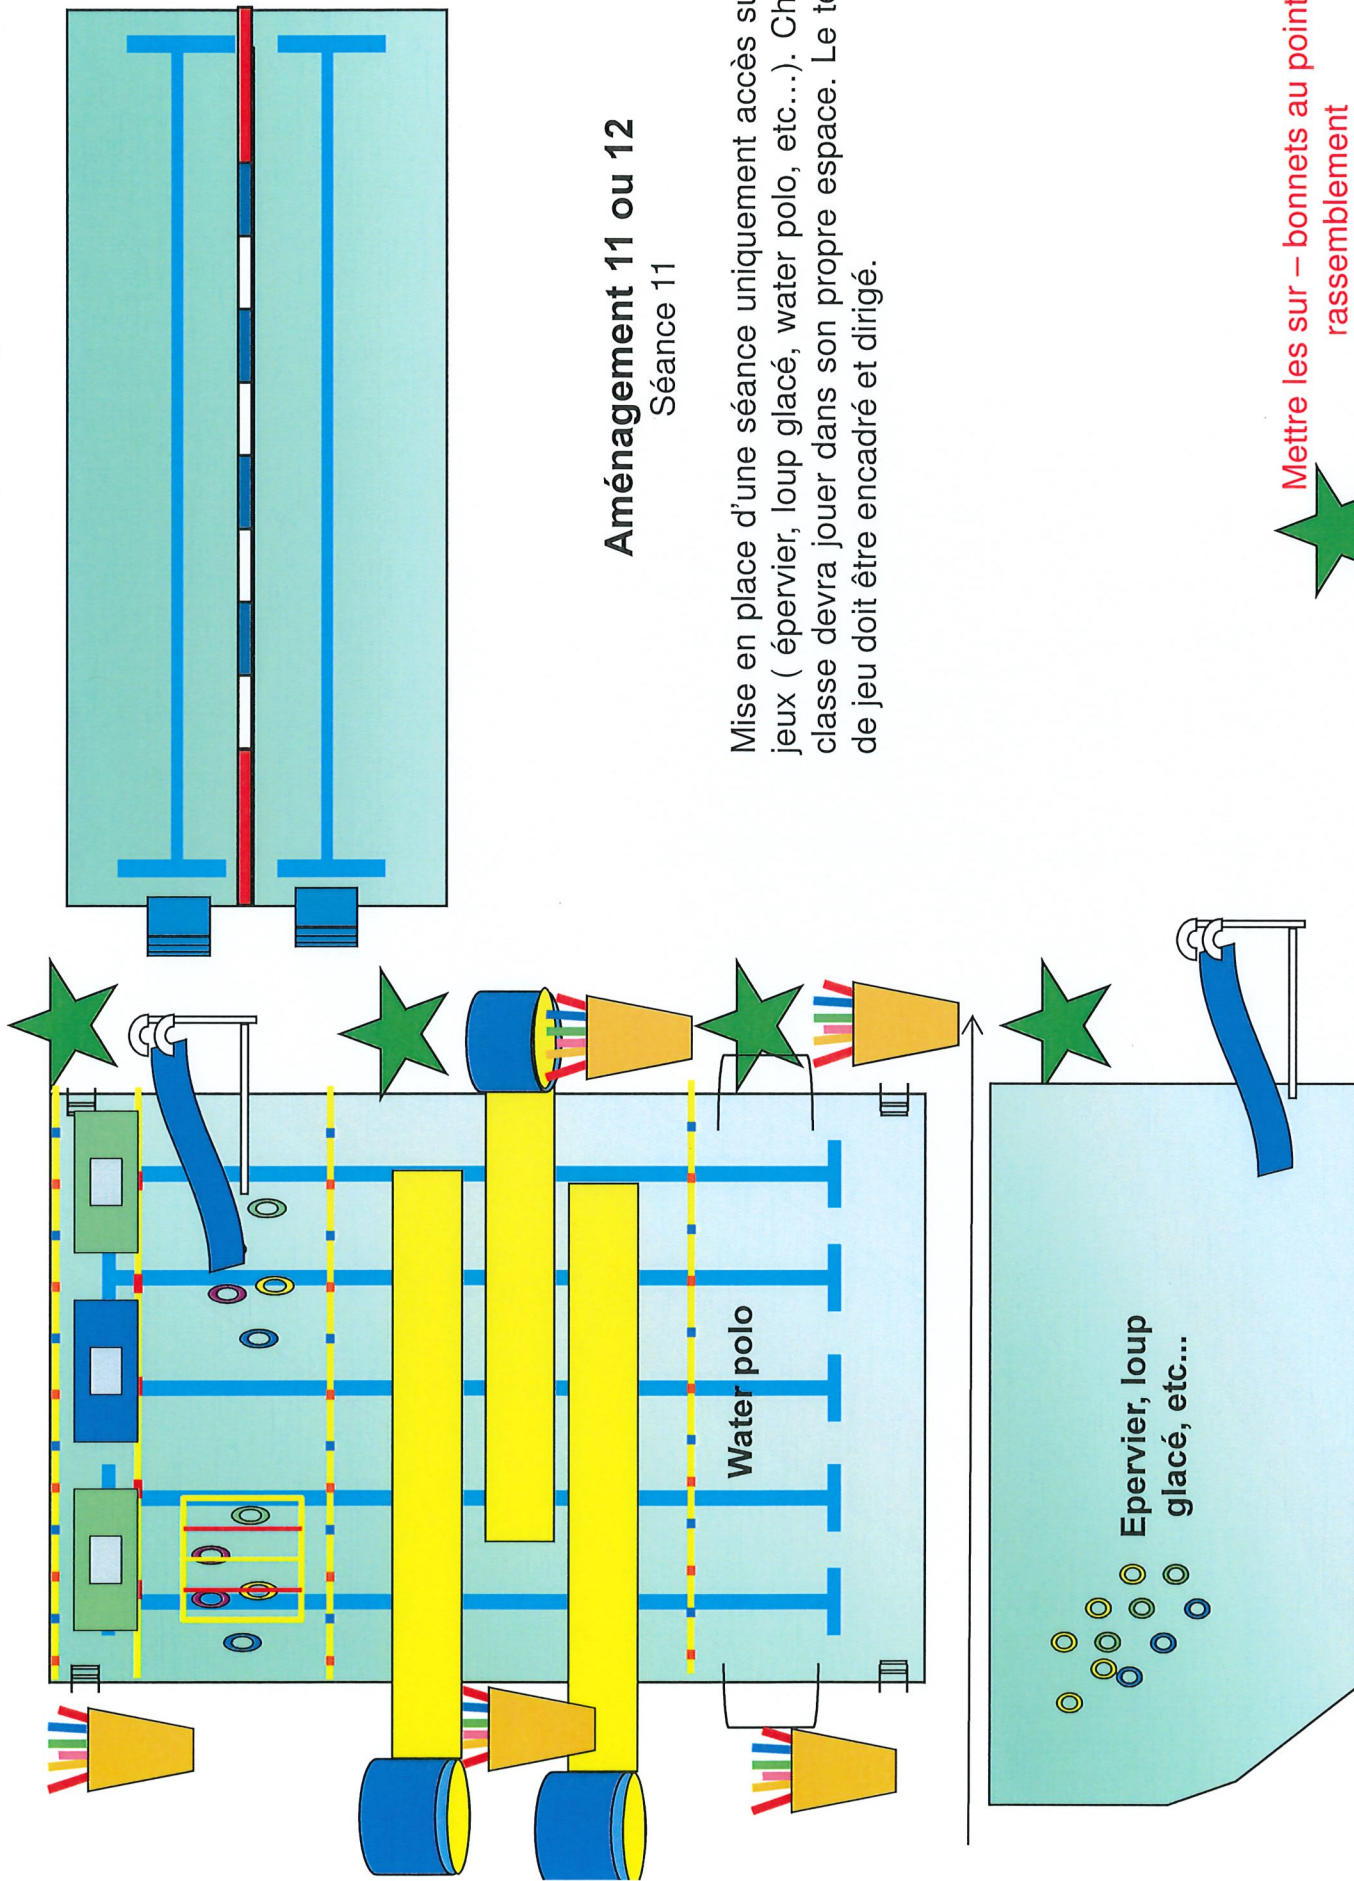 Aménagement 11 ou 12
Séance 11
Mise en place d'une séance uniquement accès
jeux ( épervier, loup glacé, water polo, etc...).
classe devra jouer dans son propre espace. Le
de jeu doit être encadré et dirigé.
Water polo
Epervier, loup
glacé, etc...
Mettre les sur – bonnets au point
rassemblement